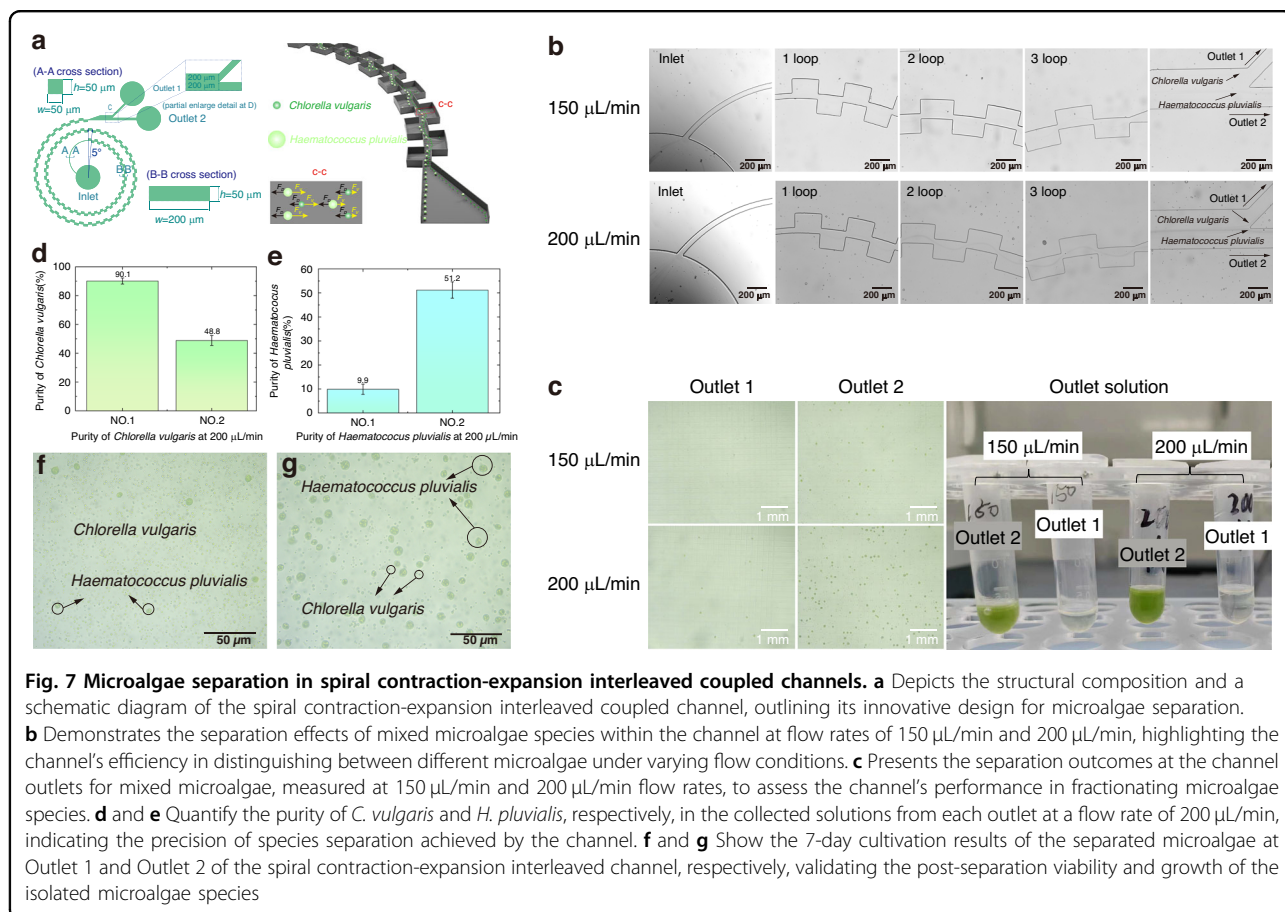 a
(A-A cross section)
h=50 μm
w=50 μm
200 μm
200 μm
Outlet 1
(partial enlarge detail at D)
Outlet 2
C
A
A
5°
B
B
Inlet
(B-B cross section)
h=50 μm
w=200 μm
Chlorella vulgaris
Haematococcus pluvialis
C-C
C-C
b
150 μL/min
Inlet
200 μm
1 loop
200 μm
2 loop
200 μm
3 loop
200 μm
Outlet 1
Chlorella vulgaris
Haematococcus pluvialis
Outlet 2
200 μm
200 μL/min
Inlet
200 μm
1 loop
200 μm
2 loop
200 μm
3 loop
200 μm
Outlet 1
Chlorella vulgaris
Haematococcus pluvialis
Outlet 2
200 μm
d
Purity of Chlorella vulgaris(%)
100
80
60
40
20
0
90.1
48.8
NO.1 NO.2
Purity of Chlorella vulgaris at 200 μL/min
e
Purity of Haematococcus
pluvialis(%)
60
50
40
30
20
10
0
9.9
51.2
NO.1 NO.2
Purity of Haematococcus pluvialis at 200 μL/min
f
Chlorella vulgaris
Haematococcus pluvialis
50 μm
g
Haematococcus pluvialis
Chlorella vulgaris
50 μm
c
Outlet 1 Outlet 2 Outlet solution
150 μL/min
1 mm
1 mm
200 μL/min
1 mm
1 mm
150 μL/min 200 μL/min
150
150
Outlet 2
Outlet 1
Outlet 2
Outlet 1
Fig. 7 Microalgae separation in spiral contraction-expansion interleaved coupled channels. a Depicts the structural composition and a
schematic diagram of the spiral contraction-expansion interleaved coupled channel, outlining its innovative design for microalgae separation.
b Demonstrates the separation effects of mixed microalgae species within the channel at flow rates of 150 μL/min and 200 μL/min, highlighting the
channel's efficiency in distinguishing between different microalgae under varying flow conditions. c Presents the separation outcomes at the channel
outlets for mixed microalgae, measured at 150 μL/min and 200 μL/min flow rates, to assess the channel's performance in fractionating microalgae
species. d and e Quantify the purity of C. vulgaris and H. pluvialis, respectively, in the collected solutions from each outlet at a flow rate of 200 μL/min,
indicating the precision of species separation achieved by the channel. f and g Show the 7-day cultivation results of the separated microalgae at
Outlet 1 and Outlet 2 of the spiral contraction-expansion interleaved channel, respectively, validating the post-separation viability and growth of the
isolated microalgae species